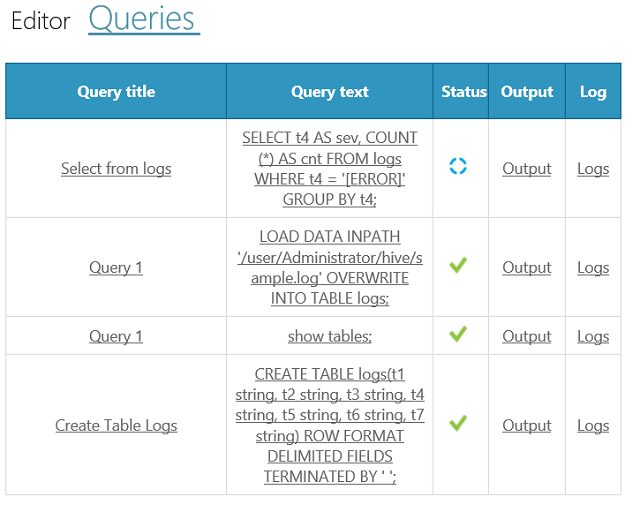 Editor Queries
Query title Query text Status Output Log
Select from logs
SELECT t4 AS sev, COUNT
(*) AS cnt FROM logs
WHERE t4 = '[ERROR]'
GROUP BY t4;
Output Logs
Query 1
LOAD DATA INPATH
'/user/Administrator/hive/s
ample.log' OVERWRITE
INTO TABLE logs;
Output Logs
Query 1 show tables; Output Logs
Create Table Logs
CREATE TABLE logs(t1
string, t2 string, t3 string, t4
string, t5 string, t6 string, t7
string) ROW FORMAT
DELIMITED FIELDS
TERMINATED BY ' ';
Output Logs